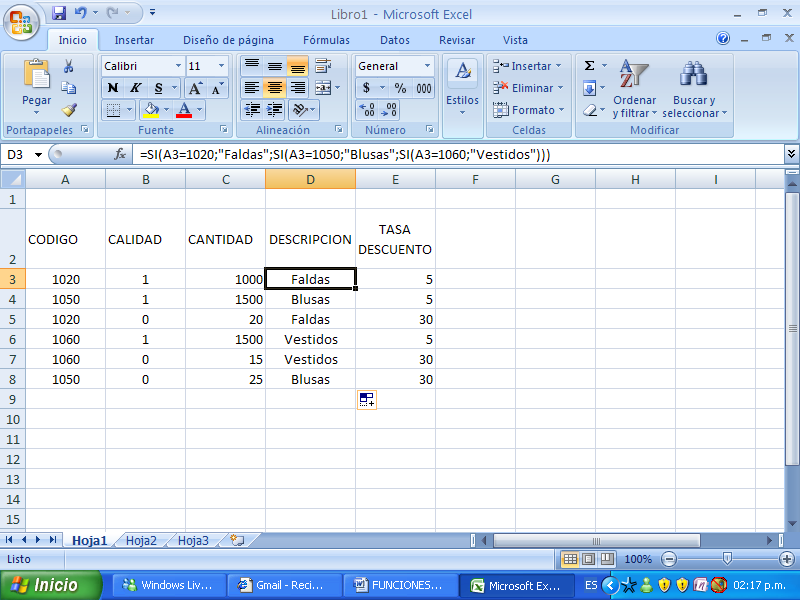 Libro1 - Microsoft Excel
Inicio Insertar Diseño de página Fórmulas Datos Revisar Vista
Pegar
Portapapeles
Calibri 11
N K S A A
A
Fuente
Alineación
General
$ % 000
Número
Estilos
Insertar
Eliminar
Formato
Celdas
Σ
Ordenar y filtrar
Buscar y seleccionar
Modificar
D3 fx =SI(A3=1020;"Faldas";SI(A3=1050;"Blusas";SI(A3=1060;"Vestidos")))
A B C D E F G H I
1
2 CODIGO CALIDAD CANTIDAD DESCRIPCION TASA DESCUENTO
3 1020 1 1000 Faldas 5
4 1050 1 1500 Blusas 5
5 1020 0 20 Faldas 30
6 1060 1 1500 Vestidos 5
7 1060 0 15 Vestidos 30
8 1050 0 25 Blusas 30
9
10
11
12
13
14
15
Hoja1 Hoja2 Hoja3
Listo 100%
Inicio Windows Liv... Gmail - Reci... FUNCIONES... Microsoft Ex... ES 02:17 p.m.